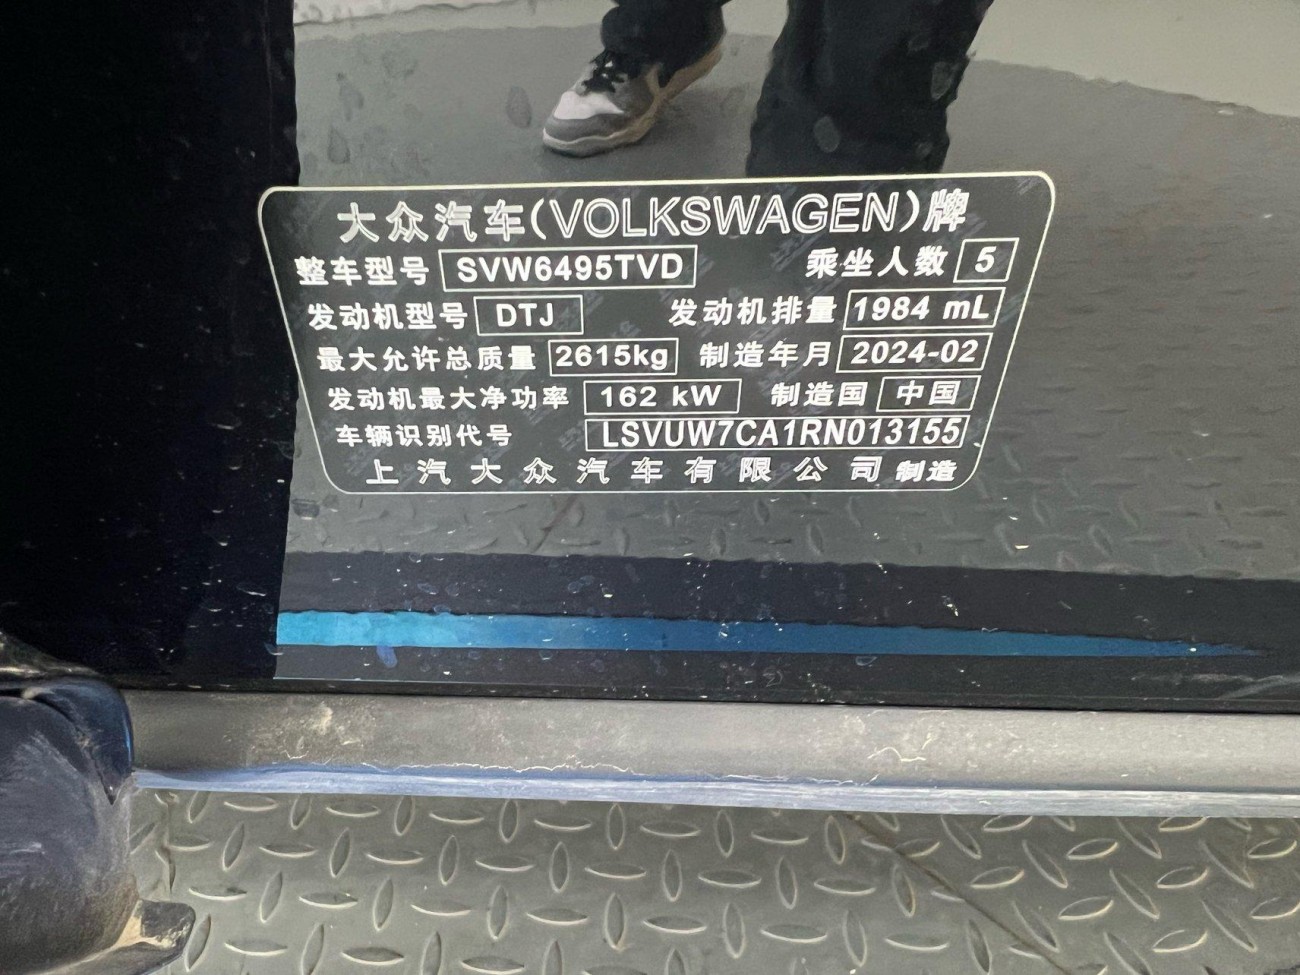 大众汽车(VOLKSWAGEN)牌
整车型号 SVW6495TVD 乘坐人数 5
发动机型号 DTJ 发动机排量 1984 mL
最大允许总质量 2615kg 制造年月 2024-02
发动机最大净功率 162 kW 制造国 中国
车辆识别代号 LSVUW7CA1RN013155
上汽大众汽车有限公司 制造